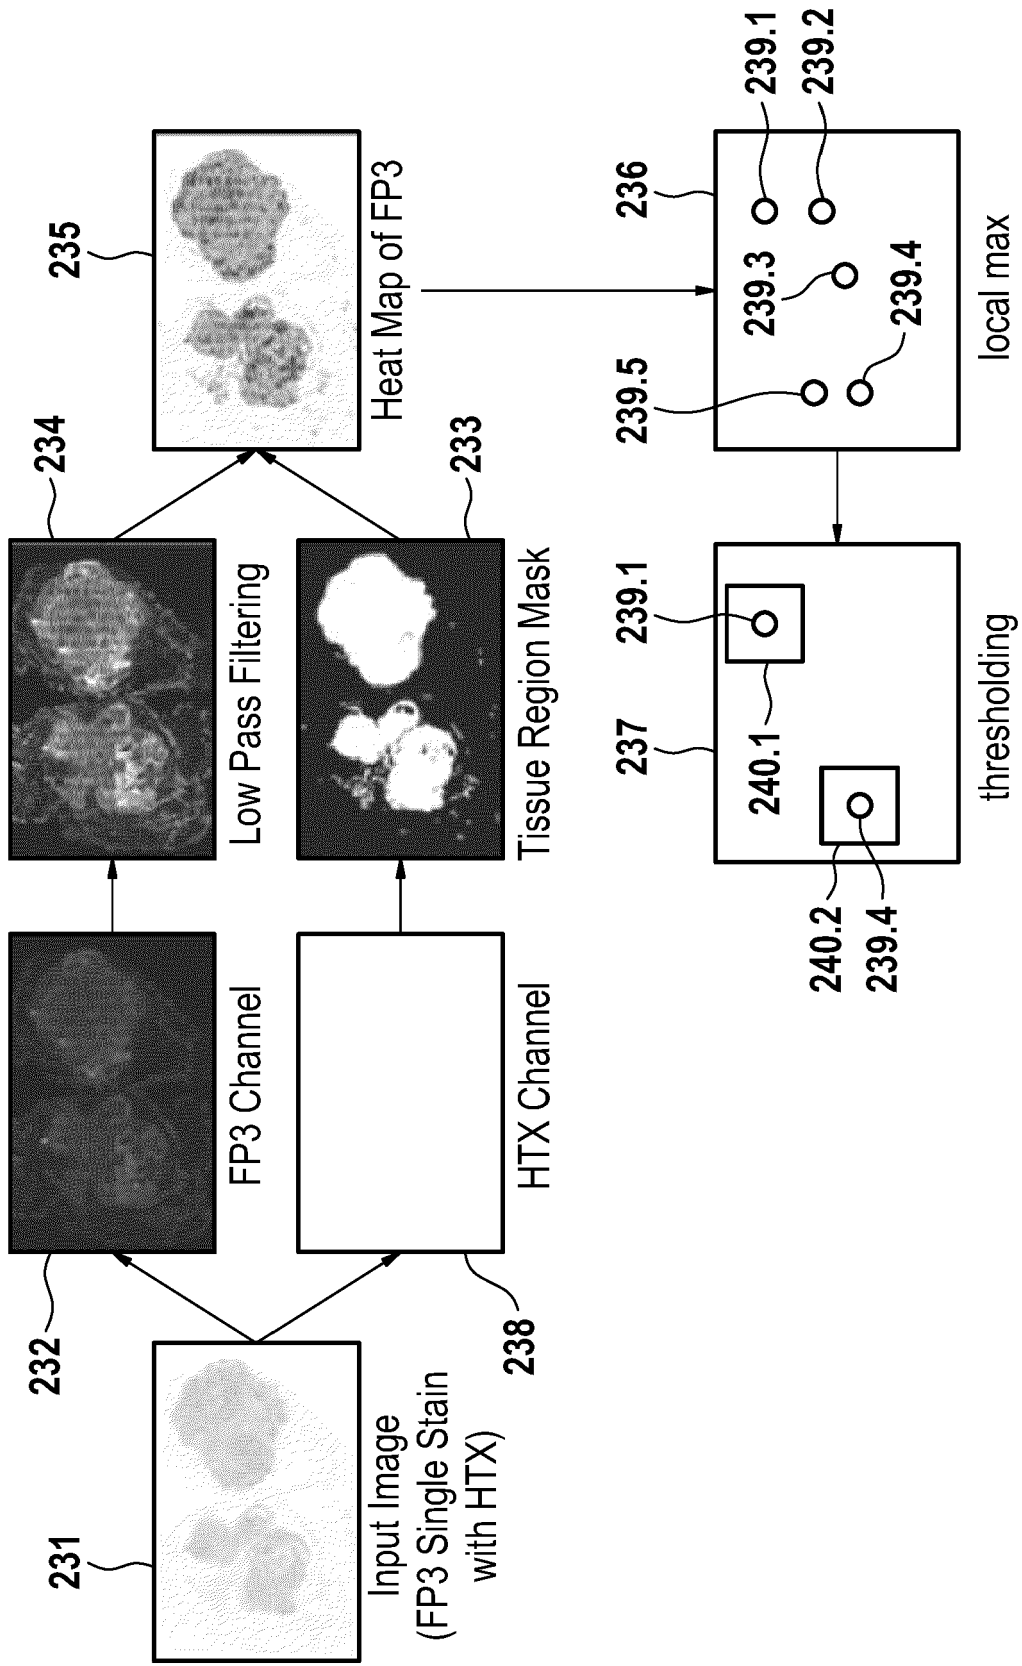 231
Input Image
(FP3 Single Stain
with HTX)
232
FP3 Channel
238
HTX Channel
234
Low Pass Filtering
233
Tissue Region Mask
235
Heat Map of FP3
236
239.1
239.2
239.3
239.4
239.5
local max
237
239.1
240.1
240.2
239.4
thresholding